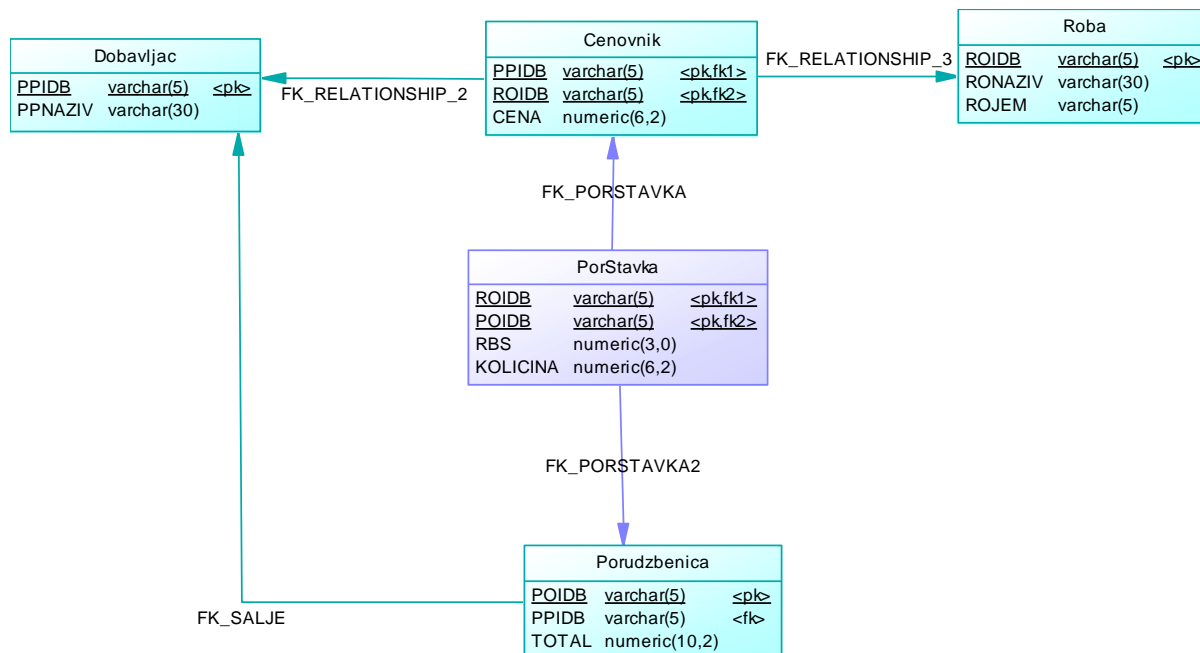 Dobavljac
PPIDB varchar(5) <pk>
PPNAZIV varchar(30)
FK_RELATIONSHIP_2
Cenovnik
PPIDB varchar(5) <pk,fk1>
ROIDB varchar(5) <pk,fk2>
CENA numeric(6,2)
FK_RELATIONSHIP_3
Roba
ROIDB varchar(5) <pk>
RONAZIV varchar(30)
ROJEM varchar(5)
FK_PORSTAVKA
PorStavka
ROIDB varchar(5) <pk,fk1>
POIDB varchar(5) <pk,fk2>
RBS numeric(3,0)
KOLICINA numeric(6,2)
FK_PORSTAVKA2
FK_SALJE
Porudzbenica
POIDB varchar(5) <pk>
PPIDB varchar(5) <fk>
TOTAL numeric(10,2)